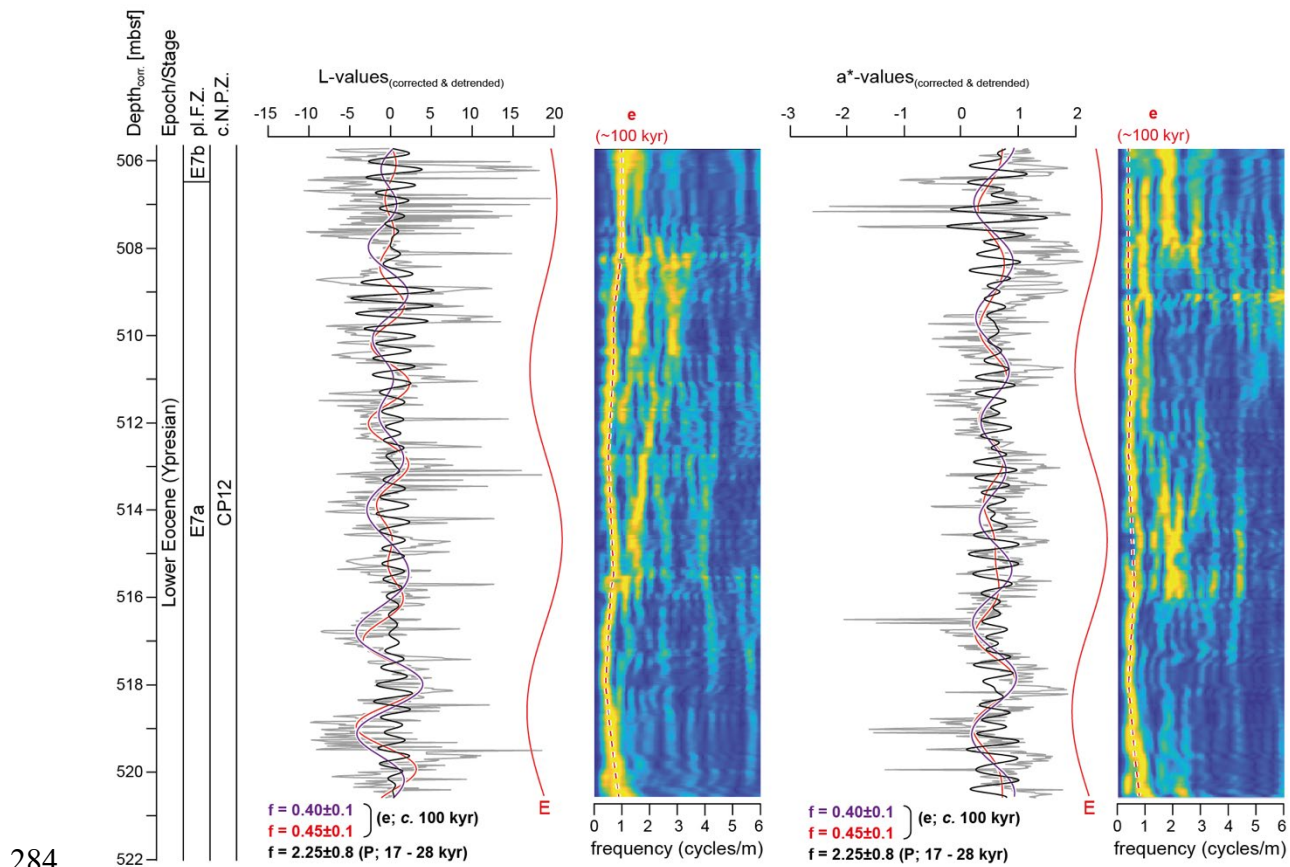 Depthcorr. [mbsf]
Epoch/Stage
pl.F.Z.
c.N.P.Z.
L-values(corrected & detrended)
-15 -10 -5 0 5 10 15 20
e
(~100 kyr)
a*-values(corrected & detrended)
-3 -2 -1 0 1 2
e
(~100 kyr)
506
508
510
512
514
516
518
520
522
Lower Eocene (Ypresian)
E7b
E7a
CP12
E
E
f = 0.40±0.1
f = 0.45±0.1
(e; c. 100 kyr)
f = 2.25±0.8 (P; 17 - 28 kyr)
0 1 2 3 4 5 6
frequency (cycles/m)
f = 0.40±0.1
f = 0.45±0.1
(e; c. 100 kyr)
f = 2.25±0.8 (P; 17 - 28 kyr)
0 1 2 3 4 5 6
frequency (cycles/m)
284